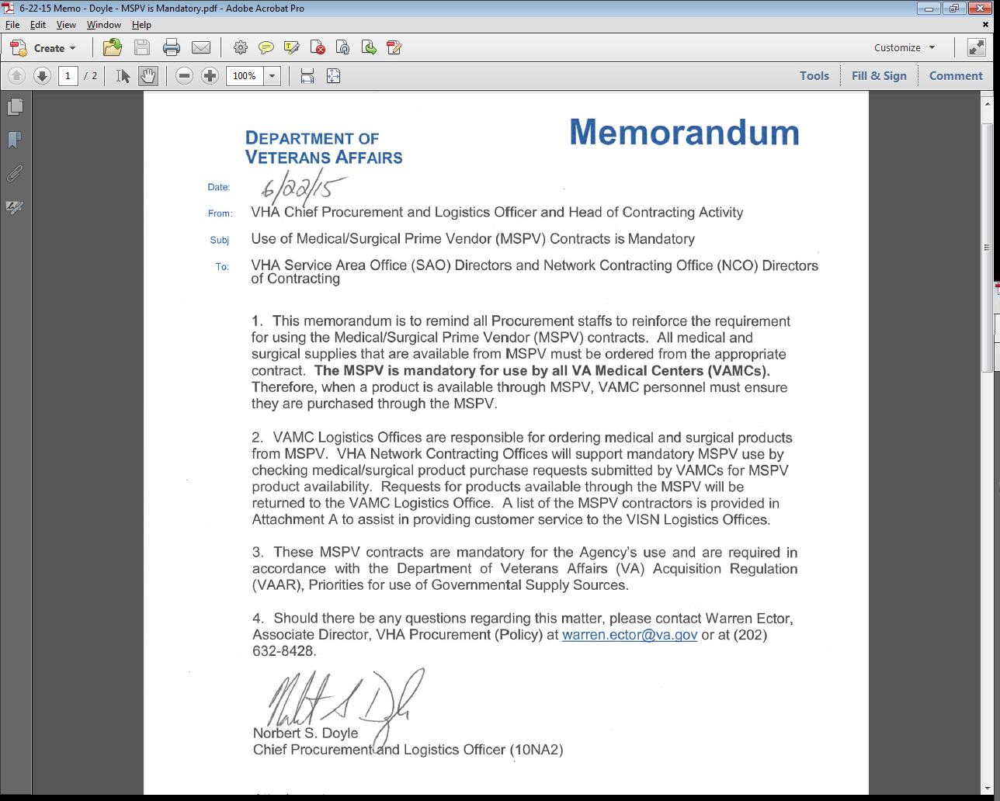 6-22-15 Memo - Doyle - MSPV is Mandatory.pdf - Adobe Acrobat Pro
File Edit View Window Help
Create
Customize
1 / 2
100%
Tools Fill & Sign Comment
DEPARTMENT OF
VETERANS AFFAIRS
Memorandum
Date: 6/22/15
From: VHA Chief Procurement and Logistics Officer and Head of Contracting Activity
Subj Use of Medical/Surgical Prime Vendor (MSPV) Contracts is Mandatory
To: VHA Service Area Office (SAO) Directors and Network Contracting Office (NCO) Directors
of Contracting
1. This memorandum is to remind all Procurement staffs to reinforce the requirement
for using the Medical/Surgical Prime Vendor (MSPV) contracts. All medical and
surgical supplies that are available from MSPV must be ordered from the appropriate
contract. The MSPV is mandatory for use by all VA Medical Centers (VAMCs).
Therefore, when a product is available through MSPV, VAMC personnel must ensure
they are purchased through the MSPV.
2. VAMC Logistics Offices are responsible for ordering medical and surgical products
from MSPV. VHA Network Contracting Offices will support mandatory MSPV use by
checking medical/surgical product purchase requests submitted by VAMCs for MSPV
product availability. Requests for products available through the MSPV will be
returned to the VAMC Logistics Office. A list of the MSPV contractors is provided in
Attachment A to assist in providing customer service to the VISN Logistics Offices.
3. These MSPV contracts are mandatory for the Agency's use and are required in
accordance with the Department of Veterans Affairs (VA) Acquisition Regulation
(VAAR), Priorities for use of Governmental Supply Sources.
4. Should there be any questions regarding this matter, please contact Warren Ector,
Associate Director, VHA Procurement (Policy) at warren.ector@va.gov or at (202)
632-8428.
Norbert S. Doyle
Chief Procurement and Logistics Officer (10NA2)